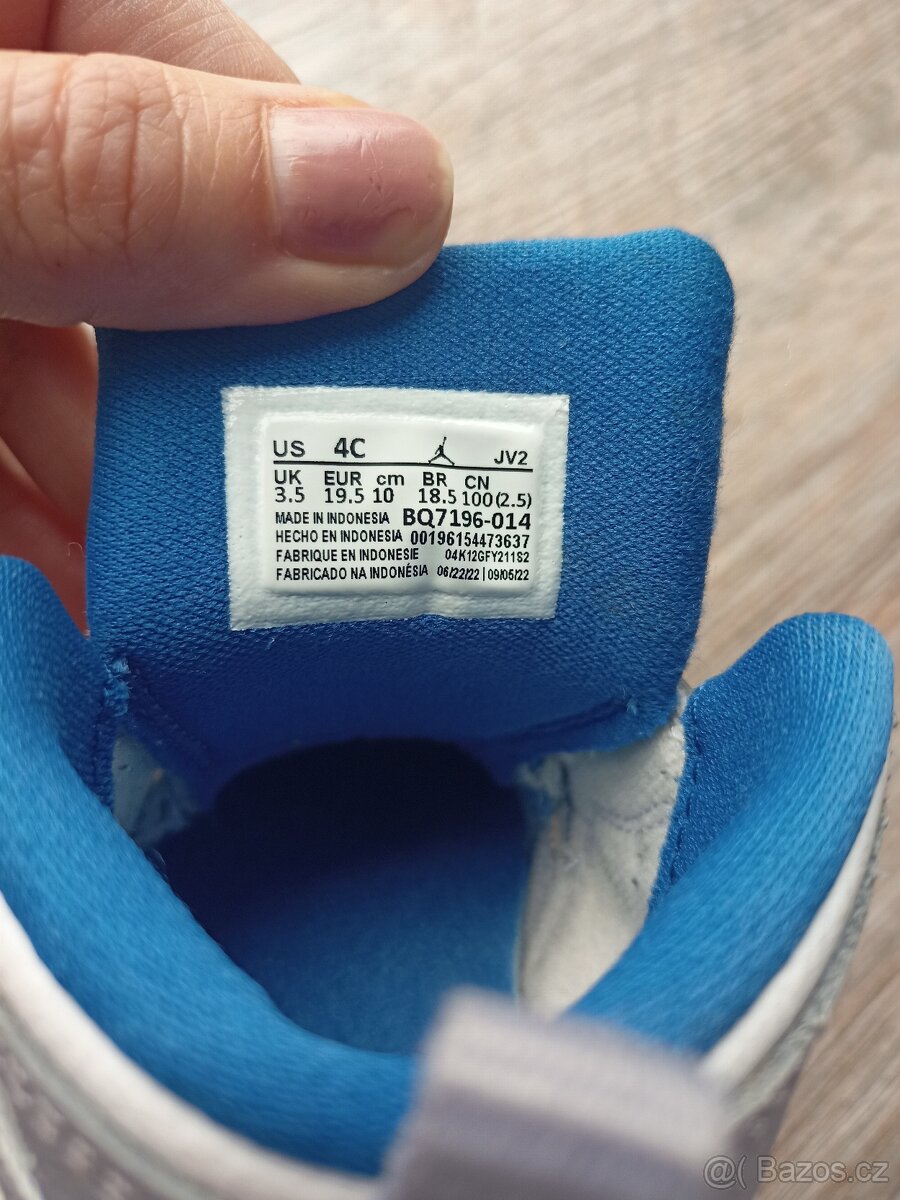 US 4C JV2
UK EUR cm BR CN
3.5 19.5 10 18.5 100(2.5)
MADE IN INDONESIA BQ7196-014
HECHO EN INDONESIA 00196154473637
FABRIQUE EN INDONESIE 04K12GFY211S2
FABRICADO NA INDONÉSIA 06/22/22 | 09/05/22
@( Bazos.cz